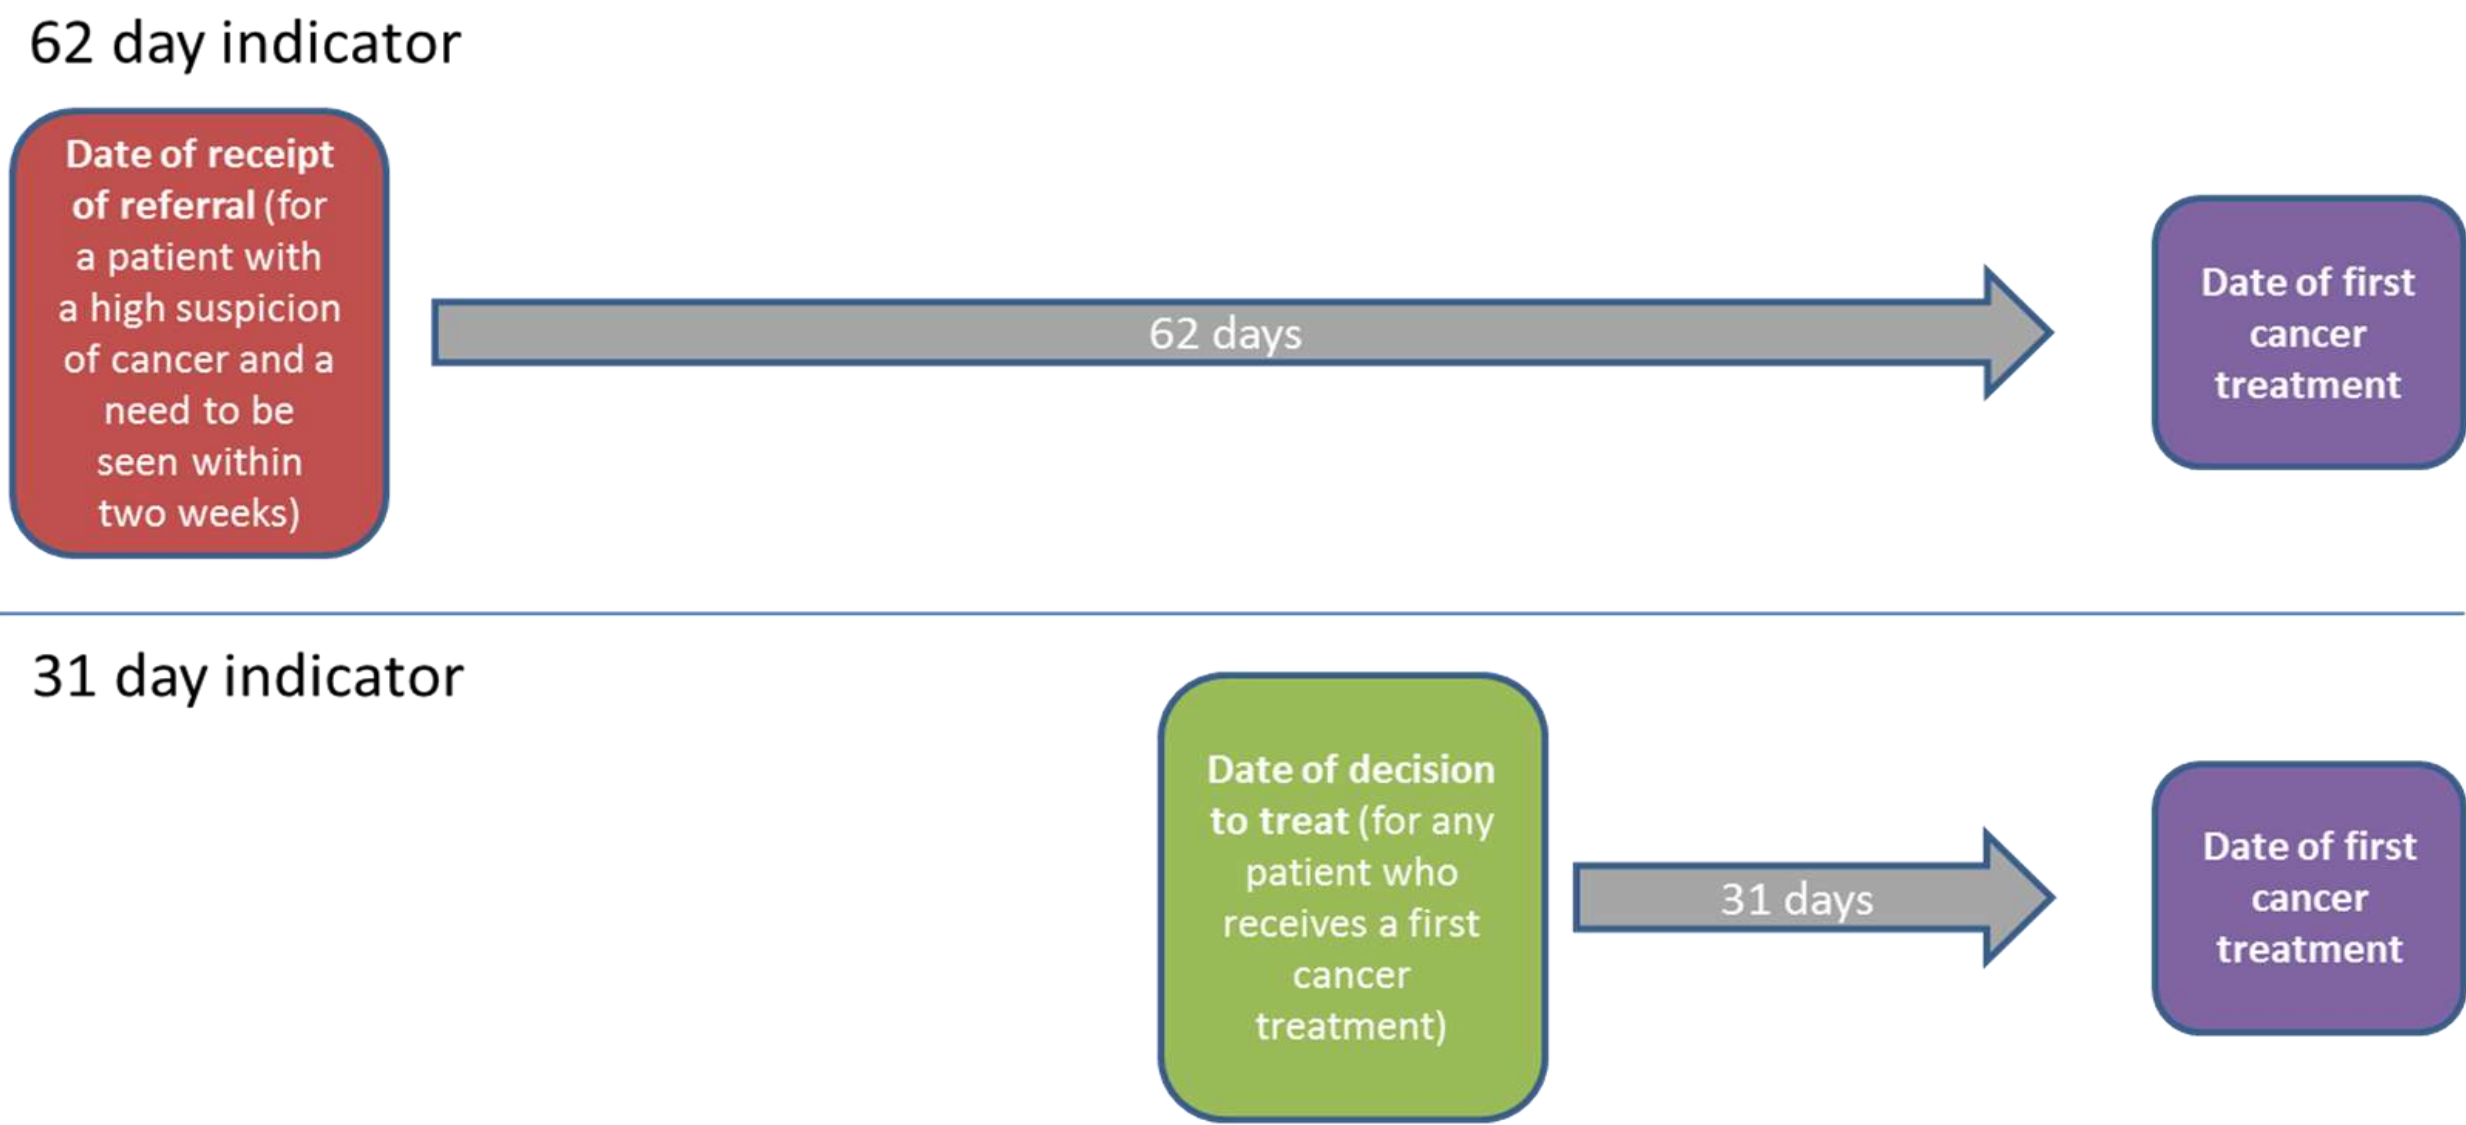 62 day indicator
Date of receipt
of referral (for
a patient with
a high suspicion
of cancer and a
need to be
seen within
two weeks)
62 days
Date of first
cancer
treatment
31 day indicator
Date of decision
to treat (for any
patient who
receives a first
cancer
treatment)
31 days
Date of first
cancer
treatment